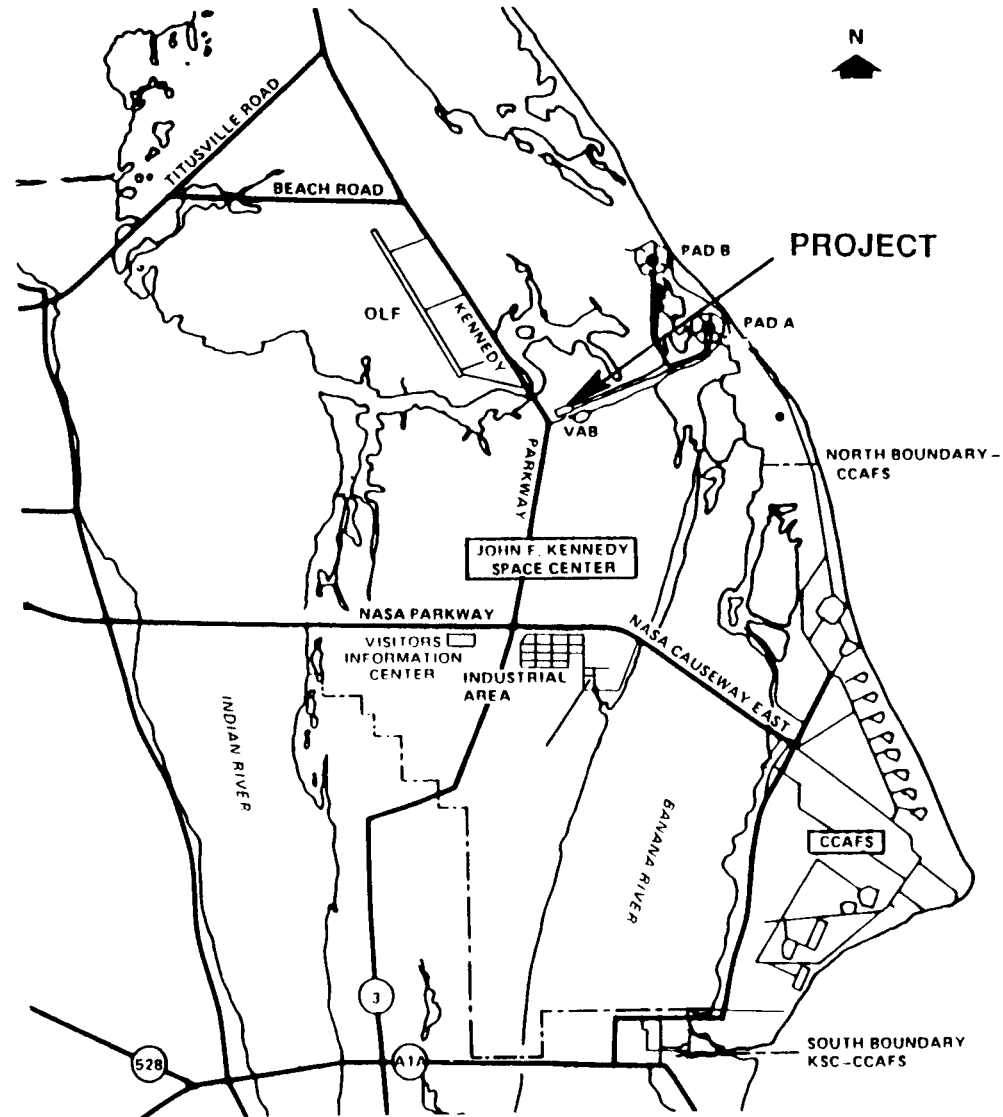 N
TITUSVILLE ROAD
BEACH ROAD
PAD B
PROJECT
OLF
KENNEDY
PAD A
VAB
PARKWAY
NORTH BOUNDARY-
CCAFS
JOHN F. KENNEDY
SPACE CENTER
NASA PARKWAY
NASA CAUSEWAY EAST
VISITORS
INFORMATION
CENTER
INDUSTRIAL
AREA
INDIAN RIVER
BANANA RIVER
CCAFS
3
528
A1A
SOUTH BOUNDARY
KSC-CCAFS